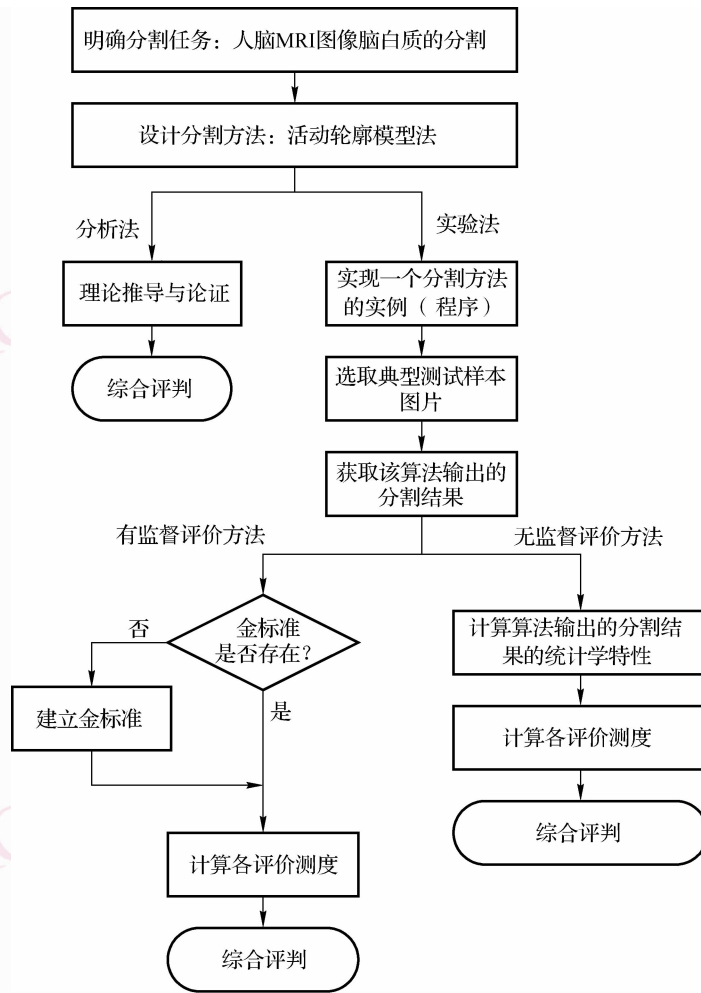 明确分割任务：人脑MRI图像脑白质的分割
设计分割方法：活动轮廓模型法
分析法
实验法
理论推导与论证
实现一个分割方法
的实例（程序）
综合评判
选取典型测试样本
图片
获取该算法输出的
分割结果
有监督评价方法
无监督评价方法
否
金标准
是否存在？
计算算法输出的分割结
果的统计学特性
建立金标准
是
计算各评价测度
综合评判
计算各评价测度
综合评判